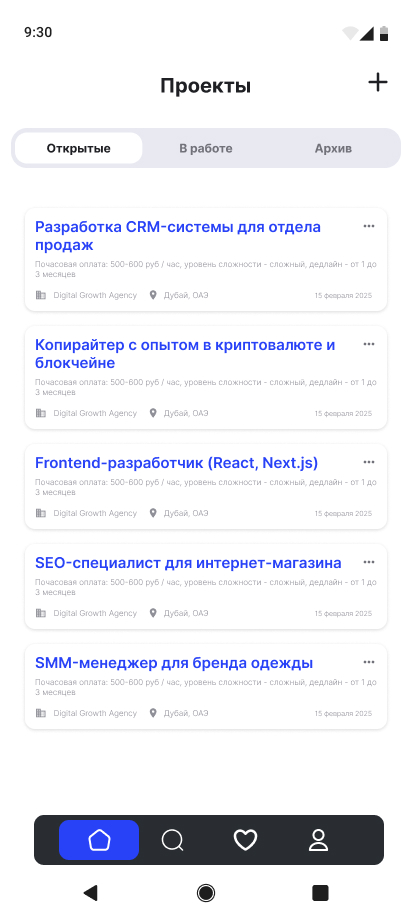 9:30
Проекты
Открытые
В работе
Архив
Разработка CRM-системы для отдела
продаж
Почасовая оплата: 500-600 руб / час, уровень сложности - сложный, дедлайн - от 1 до
3 месяцев
Digital Growth Agency
Дубай, ОАЭ
15 февраля 2025
Копирайтер с опытом в криптовалюте и
блокчейне
Почасовая оплата: 500-600 руб / час, уровень сложности - сложный, дедлайн - от 1 до
3 месяцев
Digital Growth Agency
Дубай, ОАЭ
15 февраля 2025
Frontend-разработчик (React, Next.js)
Почасовая оплата: 500-600 руб / час, уровень сложности - сложный, дедлайн - от 1 до
3 месяцев
Digital Growth Agency
Дубай, ОАЭ
15 февраля 2025
SEO-специалист для интернет-магазина
Почасовая оплата: 500-600 руб / час, уровень сложности - сложный, дедлайн - от 1 до
3 месяцев
Digital Growth Agency
Дубай, ОАЭ
15 февраля 2025
SMM-менеджер для бренда одежды
Почасовая оплата: 500-600 руб / час, уровень сложности - сложный, дедлайн - от 1 до
3 месяцев
Digital Growth Agency
Дубай, ОАЭ
15 февраля 2025